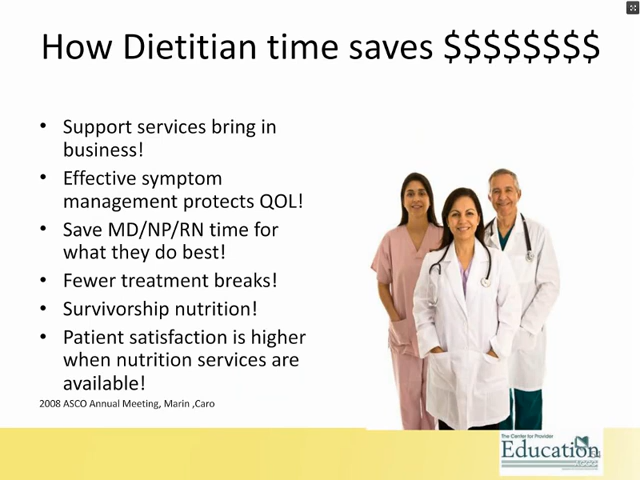 How Dietitian time saves $$$$$$$$
• Support services bring in
business!
• Effective symptom
management protects QOL!
• Save MD/NP/RN time for
what they do best!
• Fewer treatment breaks!
• Survivorship nutrition!
• Patient satisfaction is higher
when nutrition services are
available!
2008 ASCO Annual Meeting, Marin ,Caro
The Center for Provider
Education